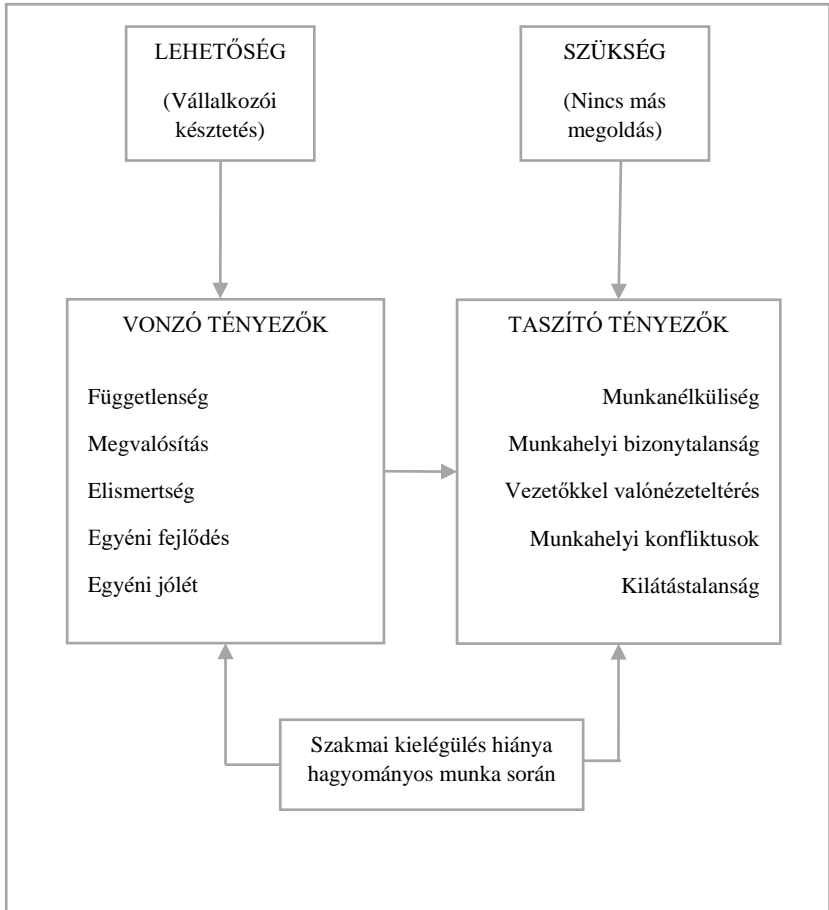 LEHETŐSÉG
(Vállalkozói
késztetés)
SZÜKSÉG
(Nincs más
megoldás)
VONZÓ TÉNYEZŐK
Függetlenség
Megvalósítás
Elismertség
Egyéni fejlődés
Egyéni jólét
TASZÍTÓ TÉNYEZŐK
Munkanélküliség
Munkahelyi bizonytalanság
Vezetőkkel valónézeteltérés
Munkahelyi konfliktusok
Kilátástalanság
Szakmai kielégülés hiánya
hagyományos munka során